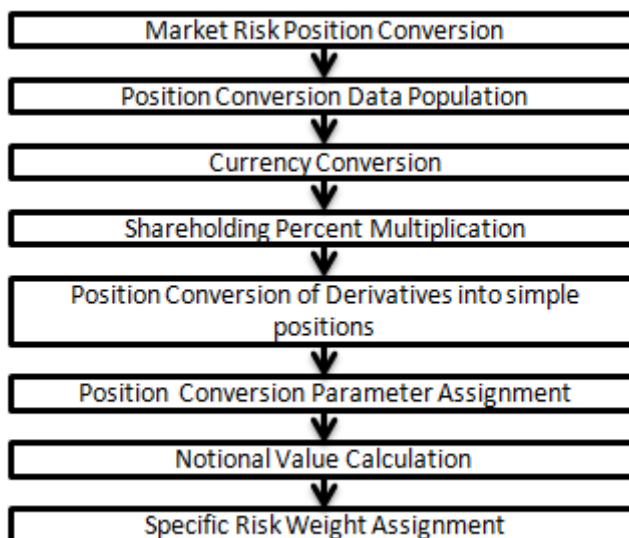 Market Risk Position Conversion
Position Conversion Data Population
Currency Conversion
Shareholding Percent Multiplication
Position Conversion of Derivatives into simple
positions
Position Conversion Parameter Assignment
Notional Value Calculation
Specific Risk Weight Assignment